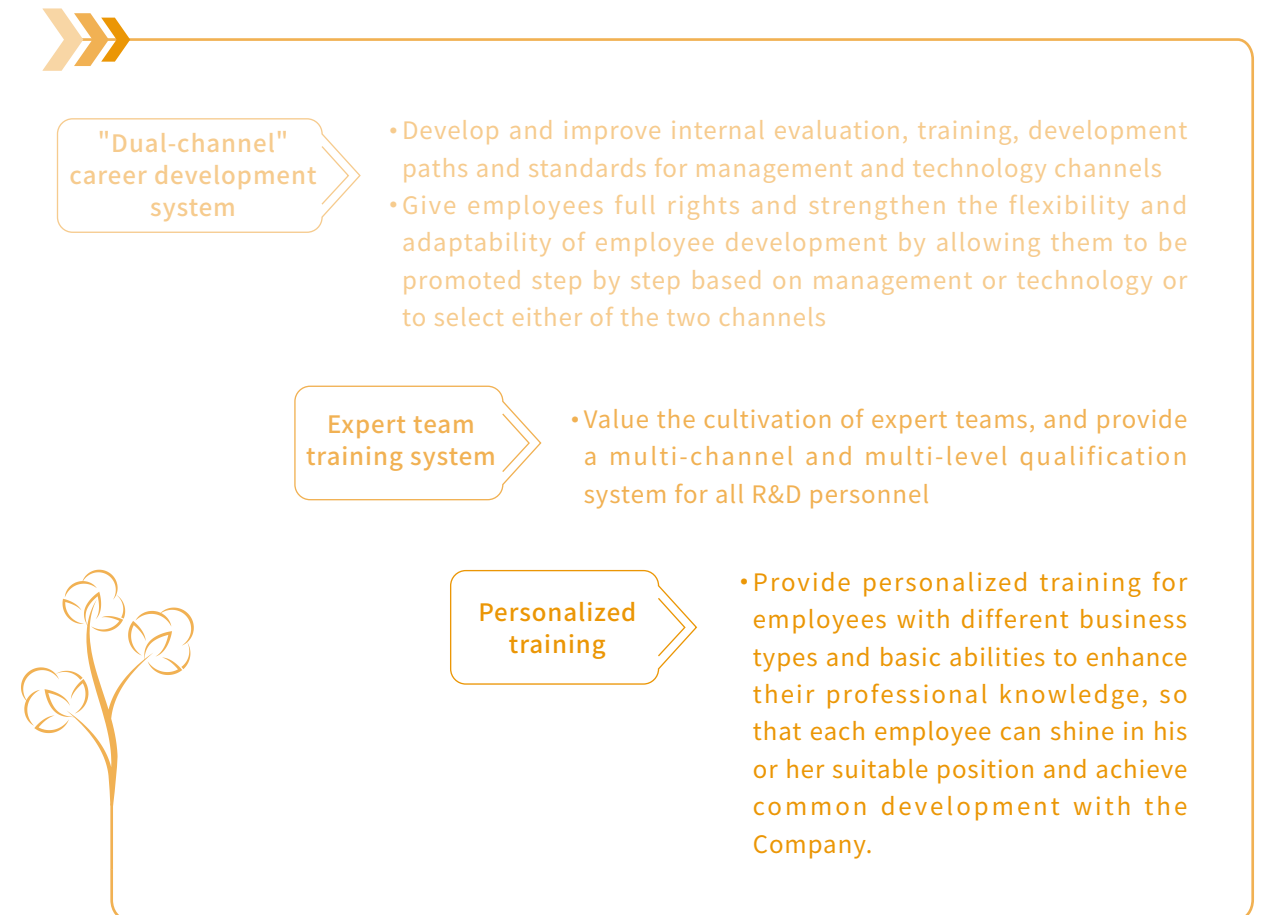 "Dual-channel"
career development
system
•Develop and improve internal evaluation, training, development
paths and standards for management and technology channels
•Give employees full rights and strengthen the flexibility and
adaptability of employee development by allowing them to be
promoted step by step based on management or technology or
to select either of the two channels
Expert team
training system
•Value the cultivation of expert teams, and provide
a multi-channel and multi-level qualification
system for all R&D personnel
Personalized
training
•Provide personalized training for
employees with different business
types and basic abilities to enhance
their professional knowledge, so
that each employee can shine in his
or her suitable position and achieve
common development with the
Company.